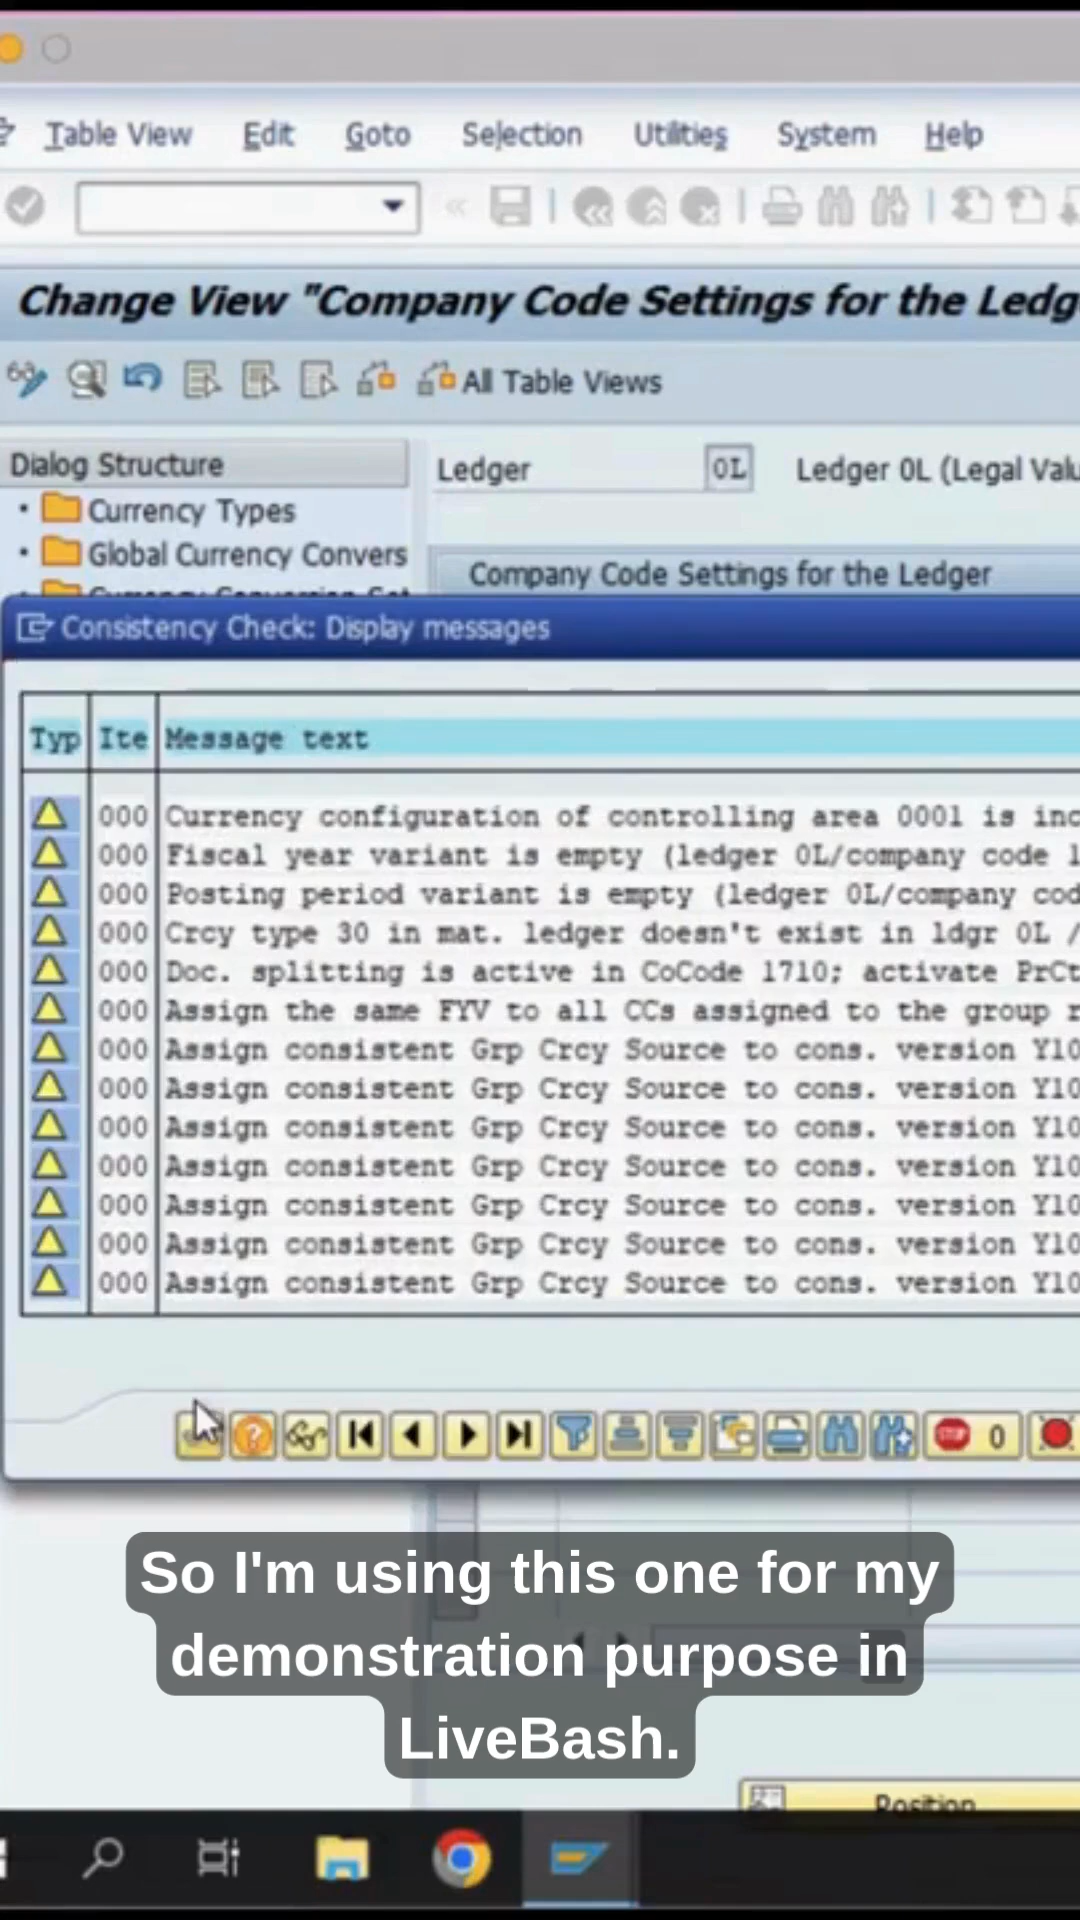 Table View Edit Goto Selection Utilities System Help
Change View "Company Code Settings for the Ledg
All Table Views
Dialog Structure
Ledger 0L Ledger 0L (Legal Valu
• Currency Types
• Global Currency Convers
Company Code Settings for the Ledger
Consistency Check: Display messages
Typ Ite Message text
000 Currency configuration of controlling area 0001 is inc
000 Fiscal year variant is empty (ledger 0L/company code 1
000 Posting period variant is empty (ledger 0L/company cod
000 Crcy type 30 in mat. ledger doesn't exist in ldgr 0L /
000 Doc. splitting is active in CoCode 1710; activate PrCt
000 Assign the same FYV to all CCs assigned to the group r
000 Assign consistent Grp Crcy Source to cons. version Y10
000 Assign consistent Grp Crcy Source to cons. version Y10
000 Assign consistent Grp Crcy Source to cons. version Y10
000 Assign consistent Grp Crcy Source to cons. version Y10
000 Assign consistent Grp Crcy Source to cons. version Y10
000 Assign consistent Grp Crcy Source to cons. version Y10
000 Assign consistent Grp Crcy Source to cons. version Y10
STOP 0
So I'm using this one for my
demonstration purpose in
LiveBash.
Position